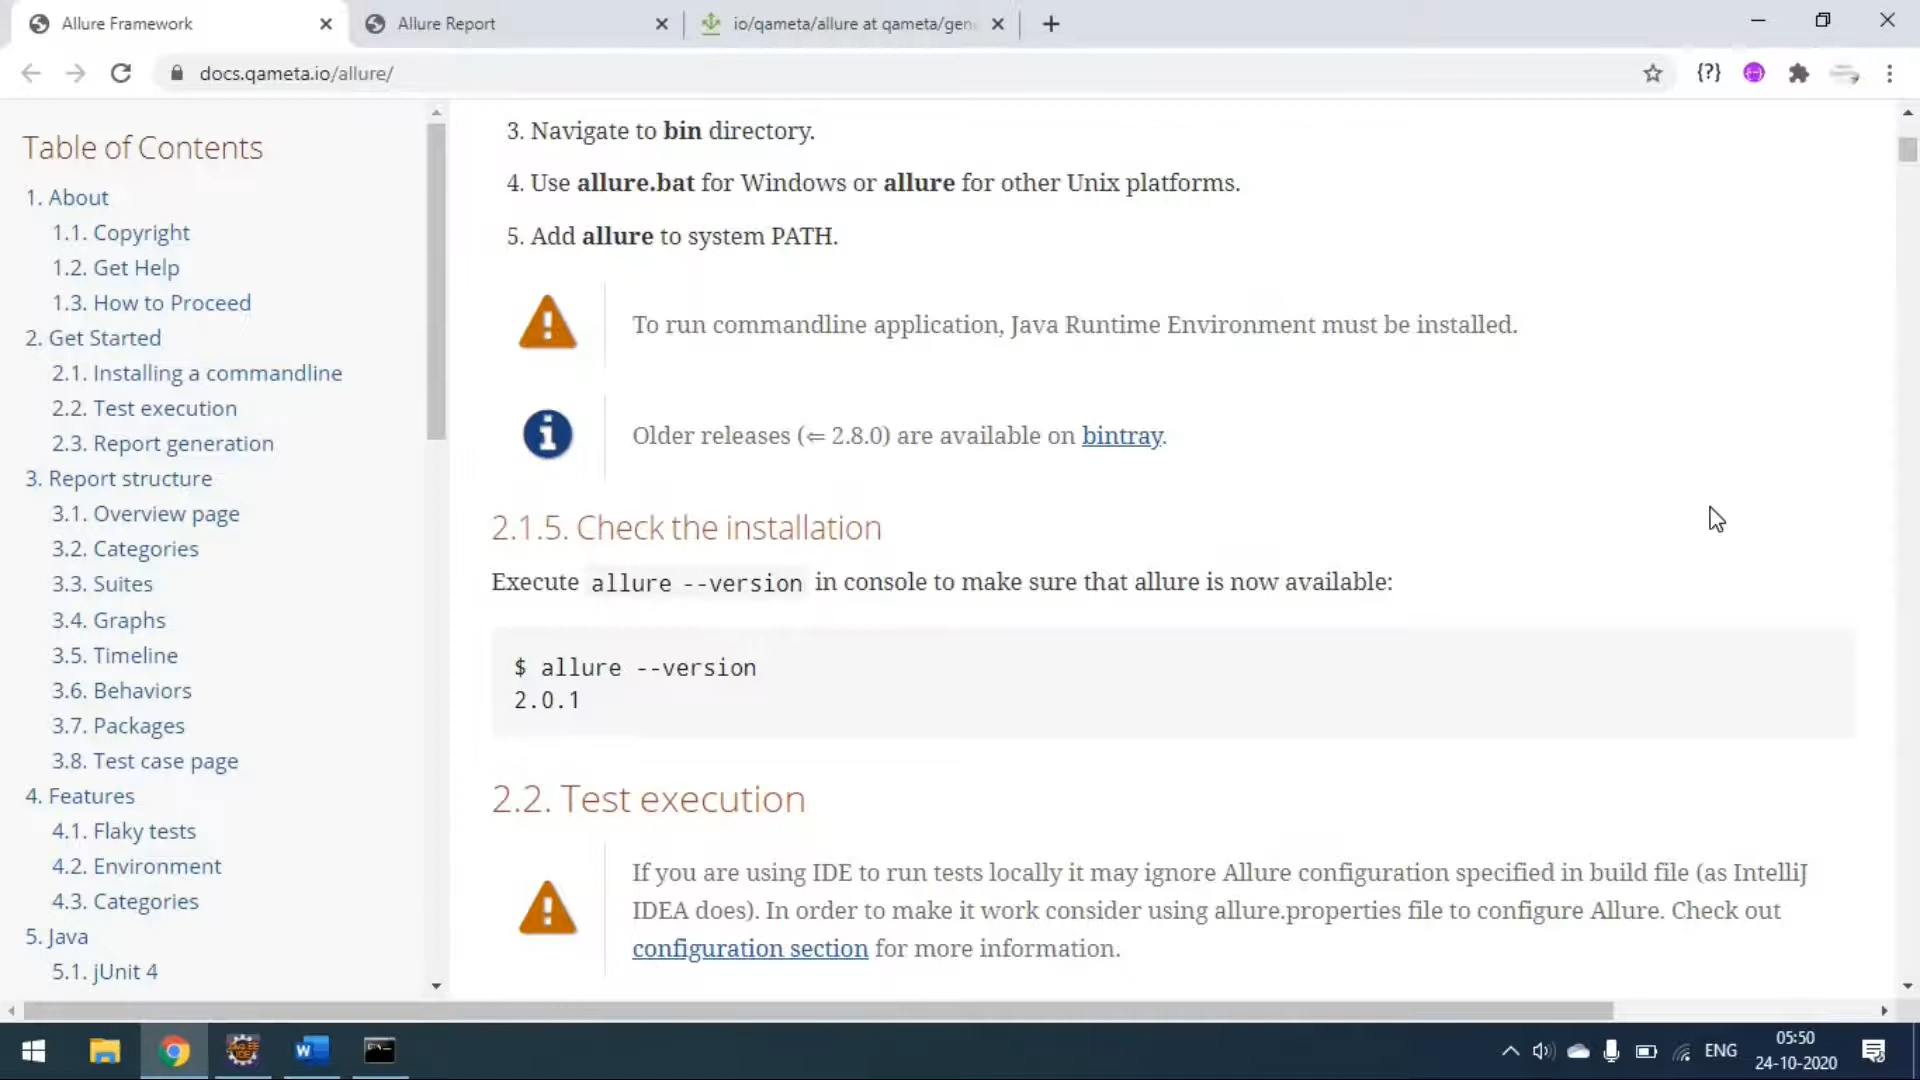 Allure Framework
Allure Report
io/qameta/allure at qameta/gen
docs.qameta.io/allure/
{?}
Table of Contents
1. About
1.1. Copyright
1.2. Get Help
1.3. How to Proceed
2. Get Started
2.1. Installing a commandline
2.2. Test execution
2.3. Report generation
3. Report structure
3.1. Overview page
3.2. Categories
3.3. Suites
3.4. Graphs
3.5. Timeline
3.6. Behaviors
3.7. Packages
3.8. Test case page
4. Features
4.1. Flaky tests
4.2. Environment
4.3. Categories
5. Java
5.1. jUnit 4
3. Navigate to bin directory.
4. Use allure.bat for Windows or allure for other Unix platforms.
5. Add allure to system PATH.
To run commandline application, Java Runtime Environment must be installed.
Older releases (⇐ 2.8.0) are available on bintray.
2.1.5. Check the installation
Execute allure --version in console to make sure that allure is now available:
$ allure --version
2.0.1
2.2. Test execution
If you are using IDE to run tests locally it may ignore Allure configuration specified in build file (as IntelliJ
IDEA does). In order to make it work consider using allure.properties file to configure Allure. Check out
configuration section for more information.
ENG
05:50
24-10-2020